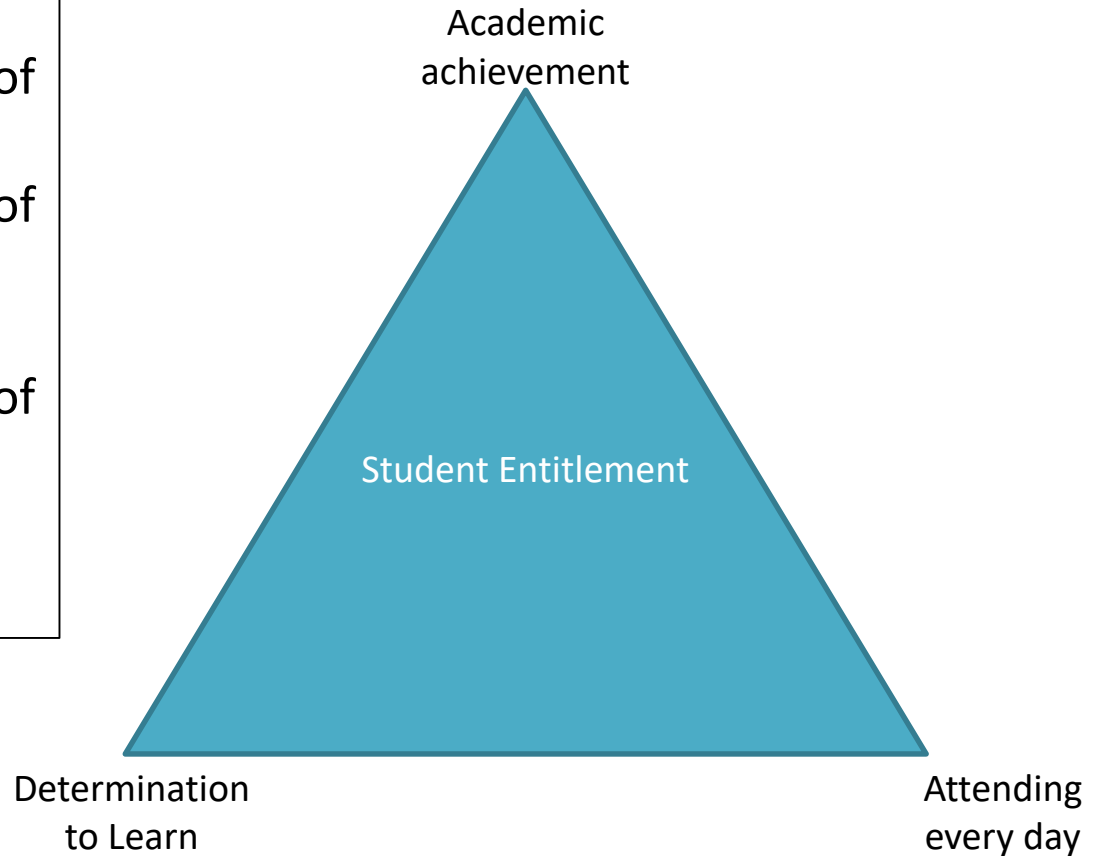 of
of
of
Academic
achievement
Student Entitlement
Determination
to Learn
Attending
every day